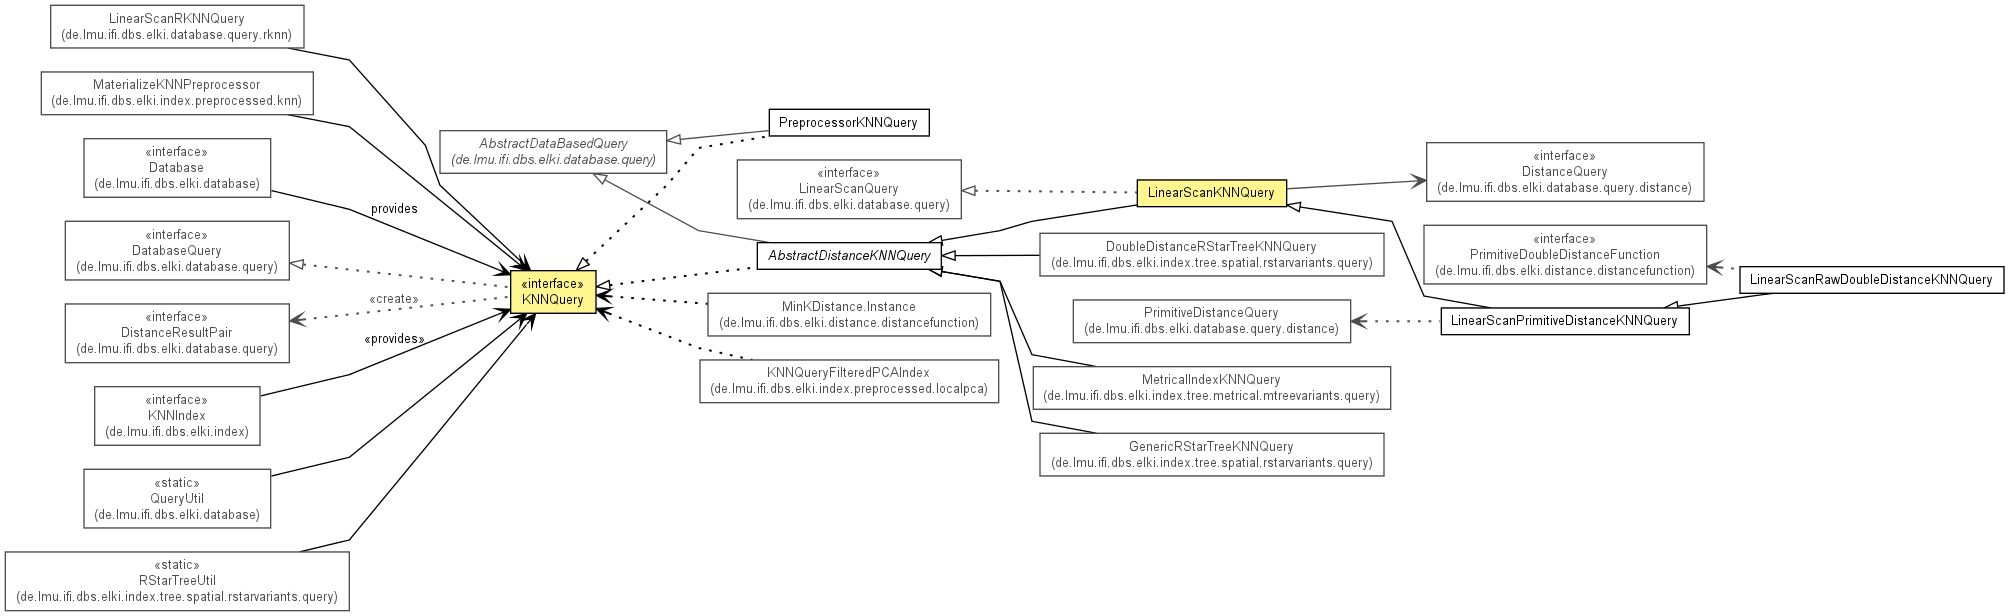 LinearScanRKNNQuery
(de.lmu.ifi.dbs.elki.database.query.rknn)
MaterializeKNNPreprocessor
(de.lmu.ifi.dbs.elki.index.preprocessed.knn)
«interface»
Database
(de.lmu.ifi.dbs.elki.database)
provides
«interface»
DatabaseQuery
(de.lmu.ifi.dbs.elki.database.query)
«interface»
DistanceResultPair
(de.lmu.ifi.dbs.elki.database.query)
«create»
«provides»
«interface»
KNNIndex
(de.lmu.ifi.dbs.elki.index)
«static»
QueryUtil
(de.lmu.ifi.dbs.elki.database)
«static»
RStarTreeUtil
(de.lmu.ifi.dbs.elki.index.tree.spatial.rstarvariants.query)
AbstractDataBasedQuery
(de.lmu.ifi.dbs.elki.database.query)
«interface»
KNNQuery
PreprocessorKNNQuery
«interface»
LinearScanQuery
(de.lmu.ifi.dbs.elki.database.query)
AbstractDistanceKNNQuery
MinKDistance.Instance
(de.lmu.ifi.dbs.elki.distance.distancefunction)
KNNQueryFilteredPCAIndex
(de.lmu.ifi.dbs.elki.index.preprocessed.localpca)
LinearScanKNNQuery
DoubleDistanceRStarTreeKNNQuery
(de.lmu.ifi.dbs.elki.index.tree.spatial.rstarvariants.query)
PrimitiveDistanceQuery
(de.lmu.ifi.dbs.elki.database.query.distance)
MetricalIndexKNNQuery
(de.lmu.ifi.dbs.elki.index.tree.metrical.mtreevariants.query)
GenericRStarTreeKNNQuery
(de.lmu.ifi.dbs.elki.index.tree.spatial.rstarvariants.query)
«interface»
DistanceQuery
(de.lmu.ifi.dbs.elki.database.query.distance)
«interface»
PrimitiveDoubleDistanceFunction
(de.lmu.ifi.dbs.elki.distance.distancefunction)
LinearScanPrimitiveDistanceKNNQuery
LinearScanRawDoubleDistanceKNNQuery